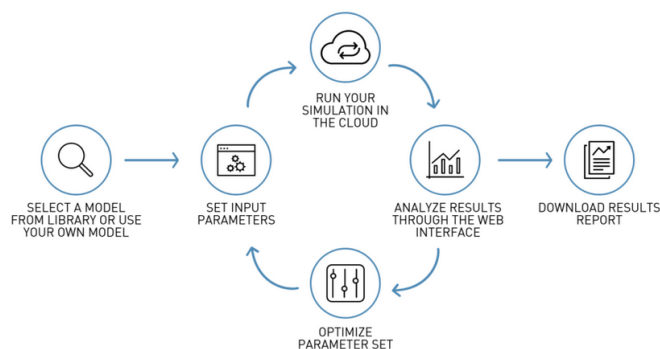 RUN YOUR
SIMULATION IN
THE CLOUD
SELECT A MODEL
FROM LIBRARY OR USE
YOUR OWN MODEL
SET INPUT
PARAMETERS
ANALYZE RESULTS
THROUGH THE WEB
INTERFACE
DOWNLOAD RESULTS
REPORT
OPTIMIZE
PARAMETER SET